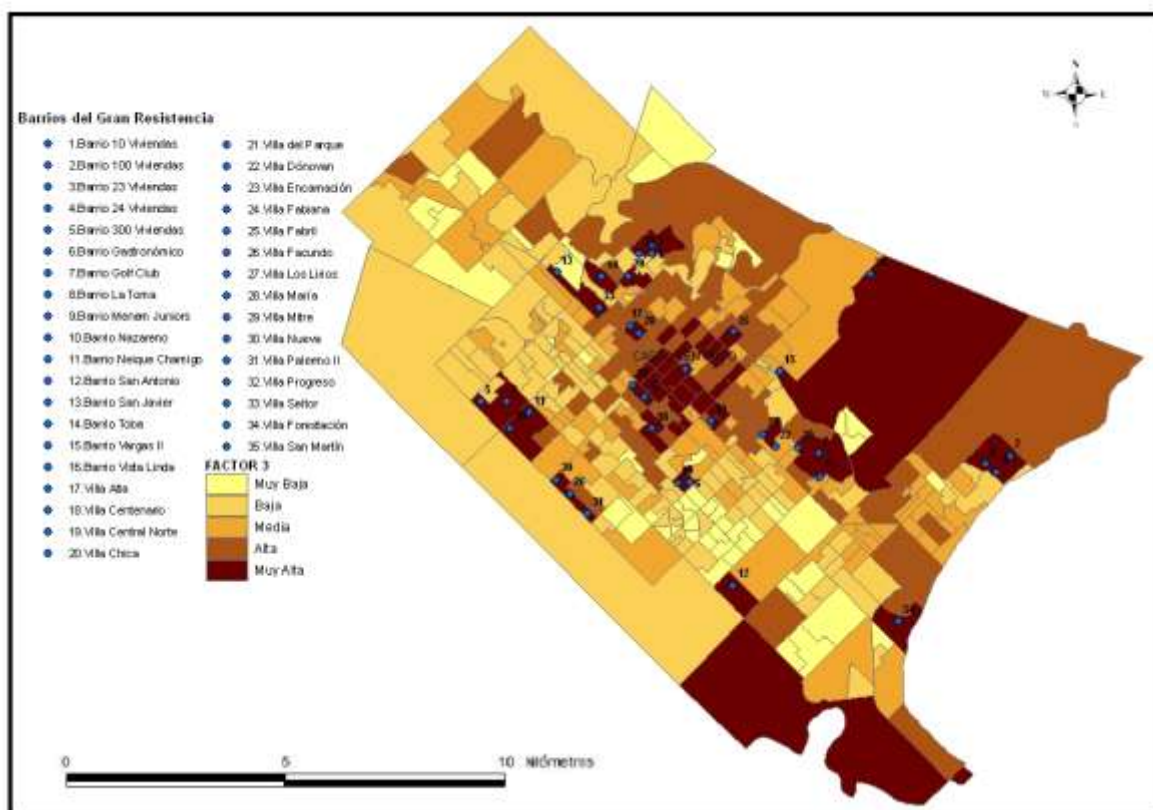 Barrios del Gran Resistencia
1.Barrio 10 Viviendas
2.Barrio 100 Viviendas
3.Barrio 23 Viviendas
4.Barrio 24 Viviendas
5.Barrio 300 Viviendas
6.Barrio Gastronómico
7.Barrio Golf Club
8.Barrio La Toma
9.Barrio Menem Juniors
10.Barrio Nazareno
11.Barrio Ñeique Chamigo
12.Barrio San Antonio
13.Barrio San Javier
14.Barrio Toba
15.Barrio Vargas II
16.Barrio Vista Linda
17.Villa Alta
18.Villa Centenario
19.Villa Central Norte
20.Villa Chica
21.Villa del Parque
22.Villa Dónovan
23.Villa Encarnación
24.Villa Fabiana
25.Villa Fabril
26.Villa Facundo
27.Villa Los Lirios
28.Villa María
29.Villa Mitre
30.Villa Nueva
31.Villa Palermo II
32.Villa Progreso
33.Villa Seitor
34.Villa Forestación
35.Villa San Martín
FACTOR 3
Muy Baja
Baja
Media
Alta
Muy Alta
N
W
E
S
0
5
10
Kilómetros